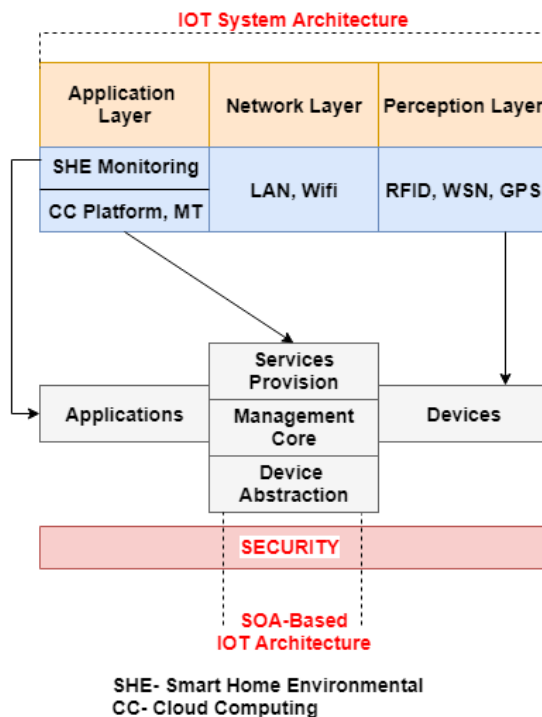 IOT System Architecture
Application
Layer
Network Layer
Perception Layer
SHE Monitoring
CC Platform, MT
LAN, Wifi
RFID, WSN, GPS
Services
Provision
Applications
Management
Core
Devices
Device
Abstraction
SECURITY
SOA-Based
IOT Architecture
SHE- Smart Home Environmental
CC- Cloud Computing